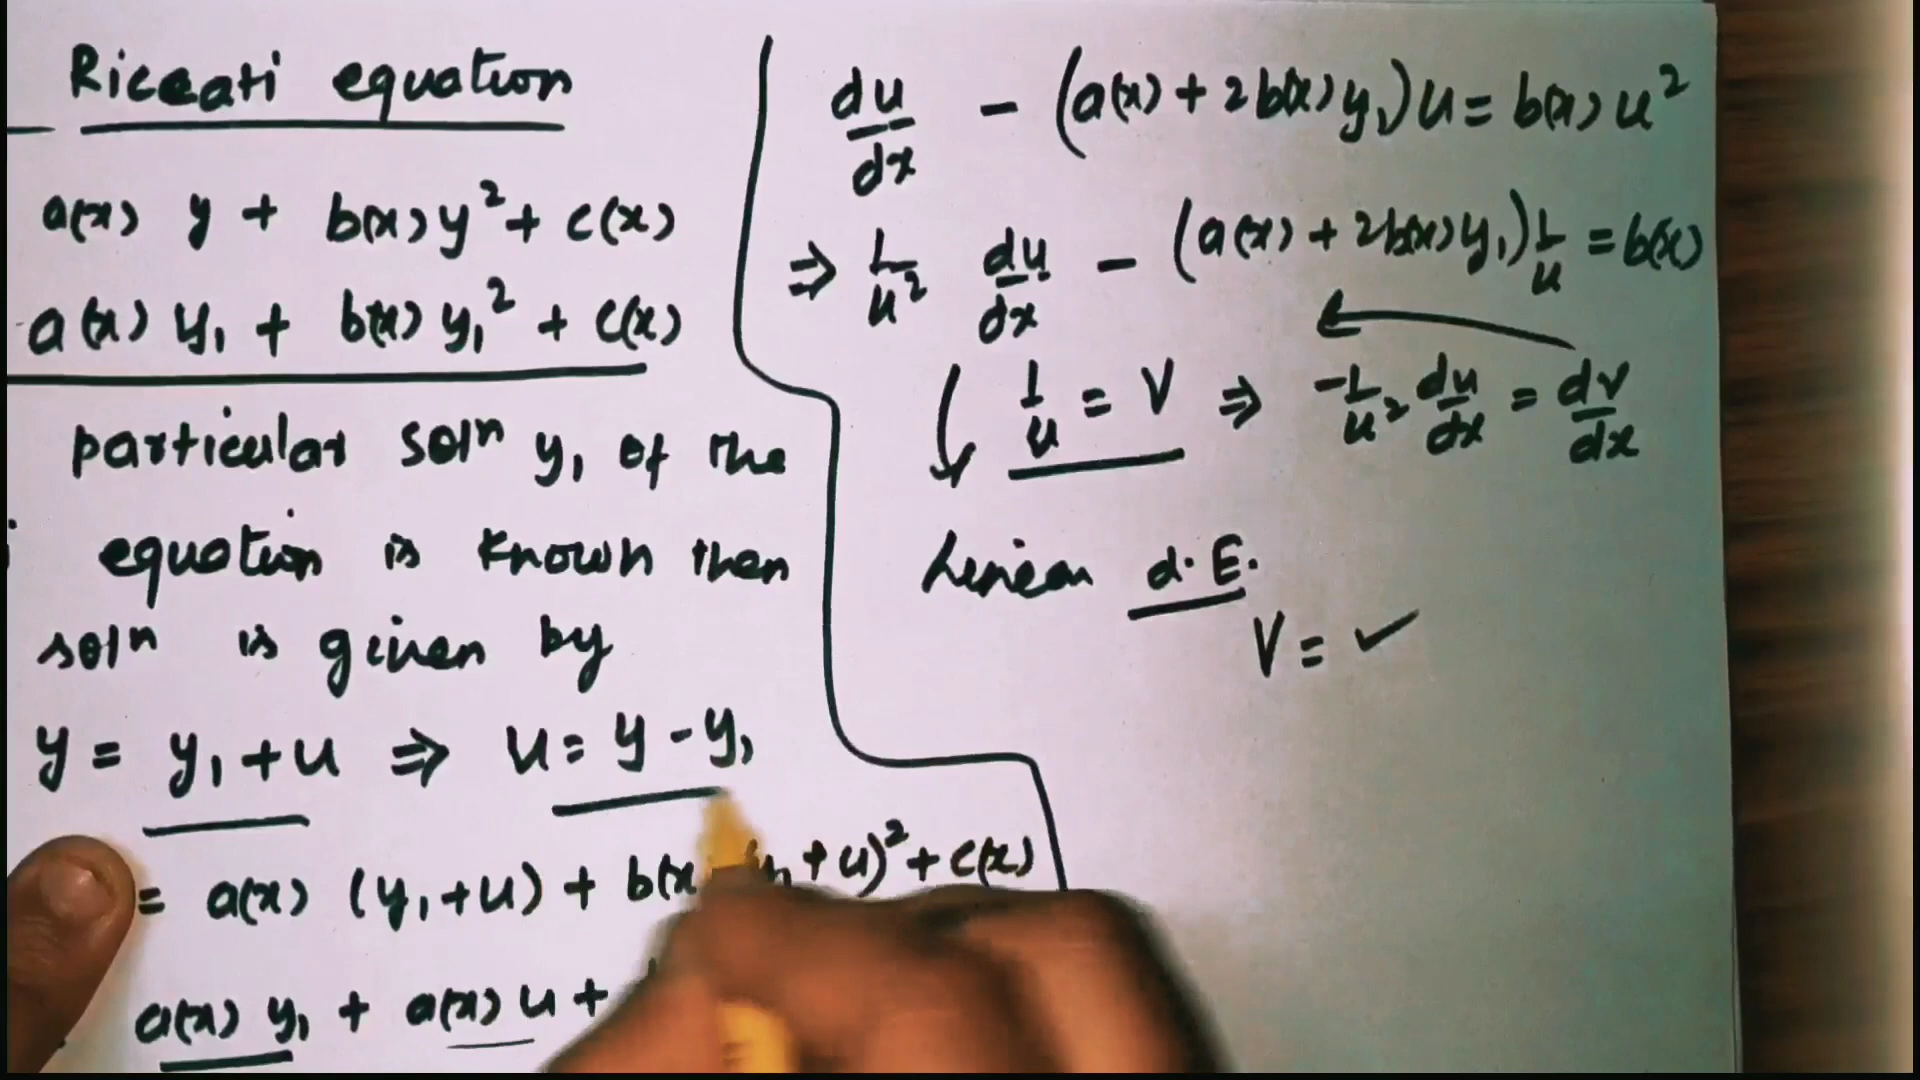 Riccati equation
a(x) y + b(x) y² + c(x)
a(x) y₁ + b(x) y₁² + c(x)
particular solⁿ y₁ of the
equation is known then
solⁿ is given by
y = y₁ + u ⇒ u = y - y₁
= a(x) (y₁ + u) + b(x) (y₁ + u)² + c(x)
a(x) y₁ + a(x) u +
du/dx - (a(x) + 2b(x) y₁) u = b(x) u²
⇒ 1/u² du/dx - (a(x) + 2b(x) y₁) 1/u = b(x)
1/u = V ⇒ -1/u² du/dx = dv/dx
Linear d.E.
V = ✓